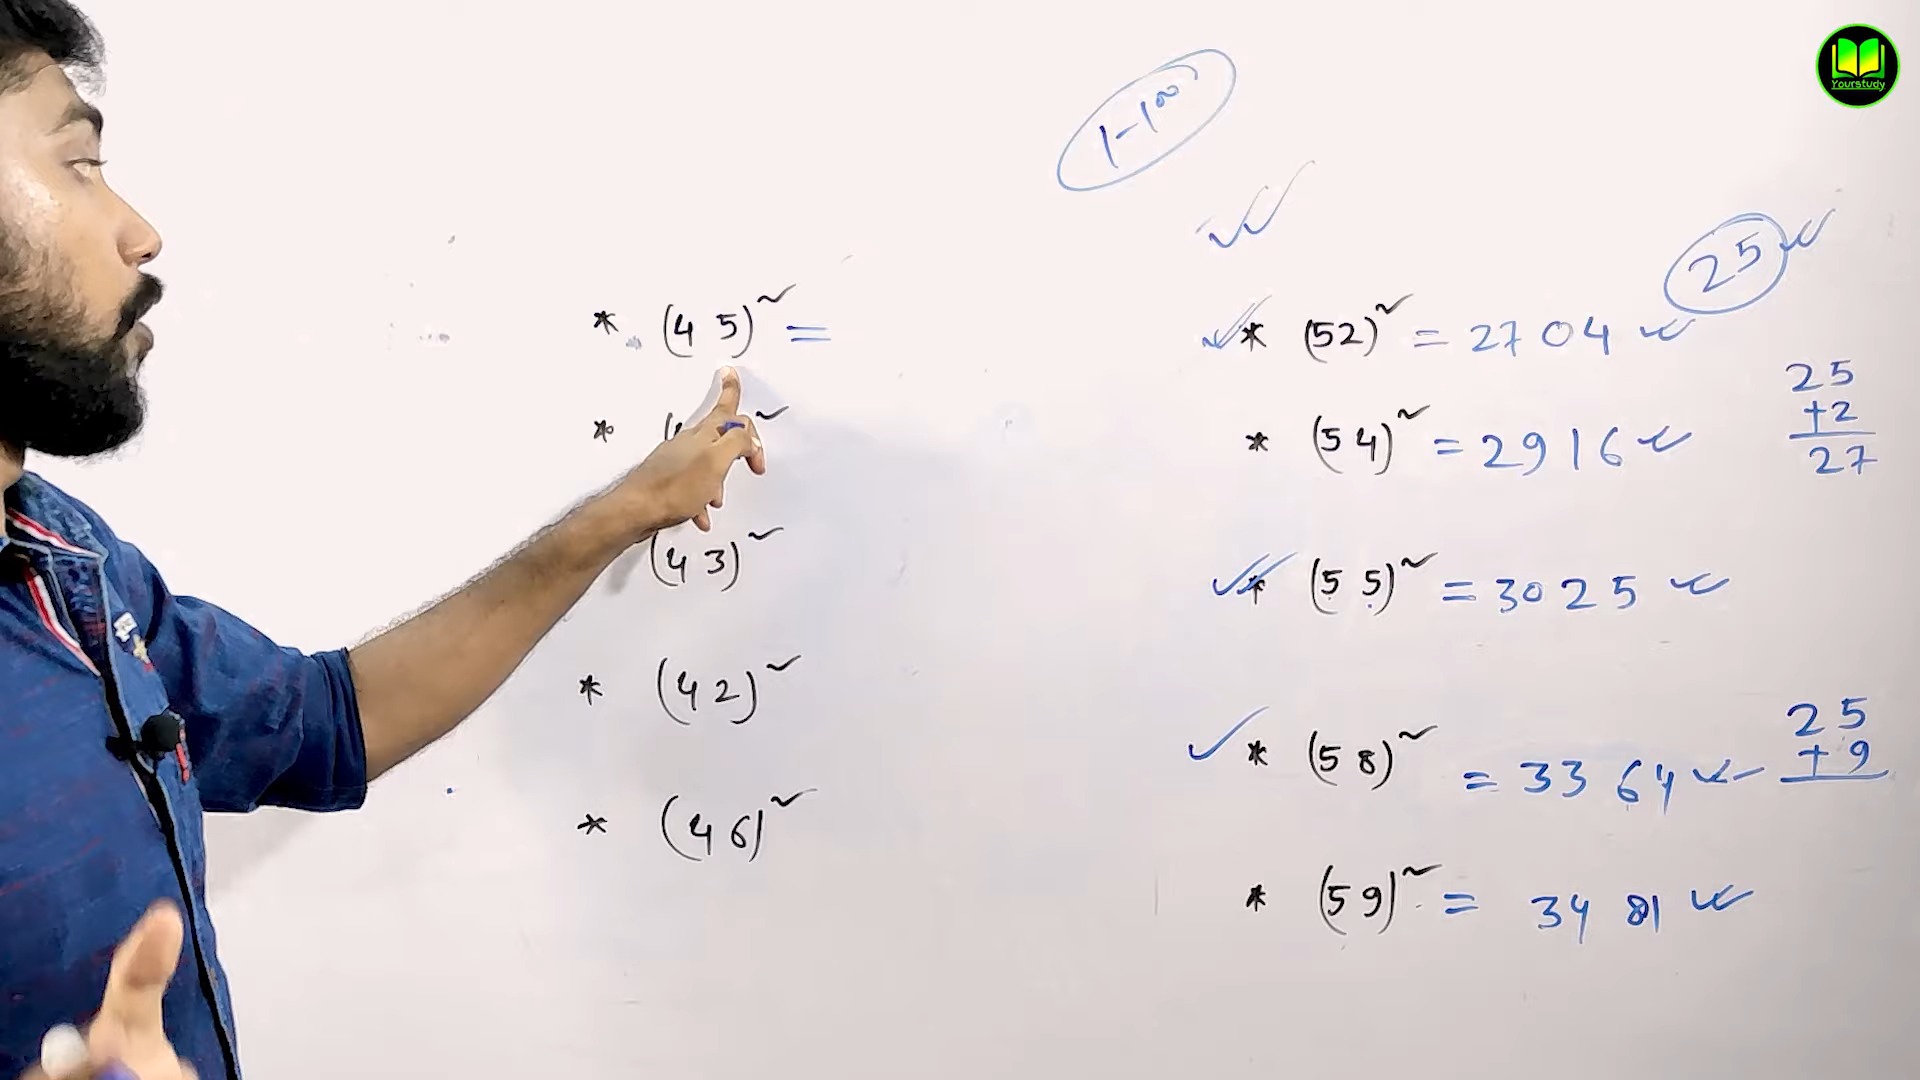 Yourstudy
1-100
25
* (45)² =
* (52)² = 2704
25
+2
27
* (54)² = 2916
(43)²
* (55)² = 3025
* (42)²
* (58)² = 3364
25
+9
* (46)²
* (59)² = 3481